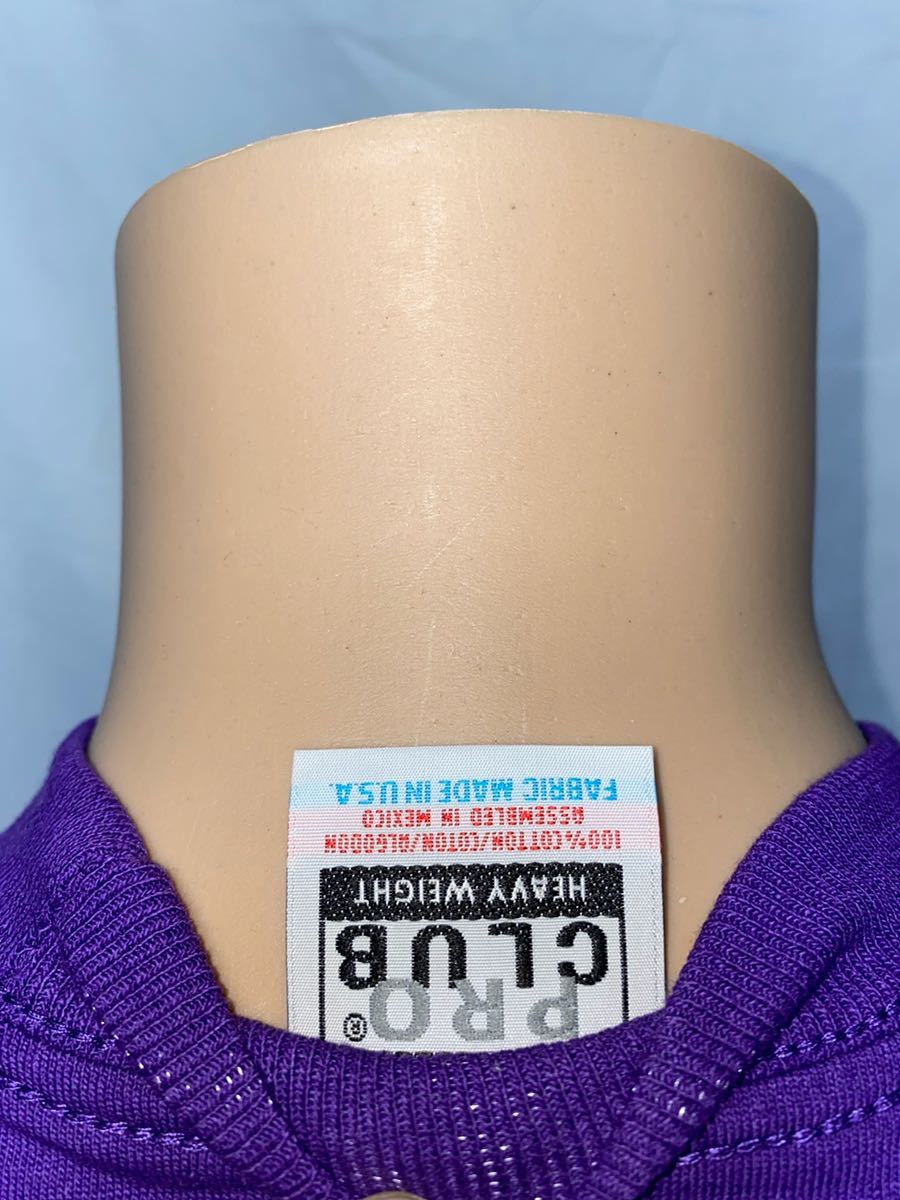 PRO
CLUB
®
HEAVY WEIGHT
100% COTTON/COTON/ALGODON
ASSEMBLED IN MEXICO
FABRIC MADE IN U.S.A.